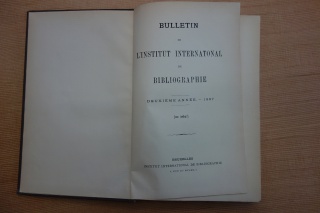 BULLETIN
DE
L'INSTITUT INTERNATIONAL
DE
BIBLIOGRAPHIE
DEUXIÈME ANNÉE
BRUXELLES
INSTITUT INTERNATIONAL DE BIBLIOGRAPHIE